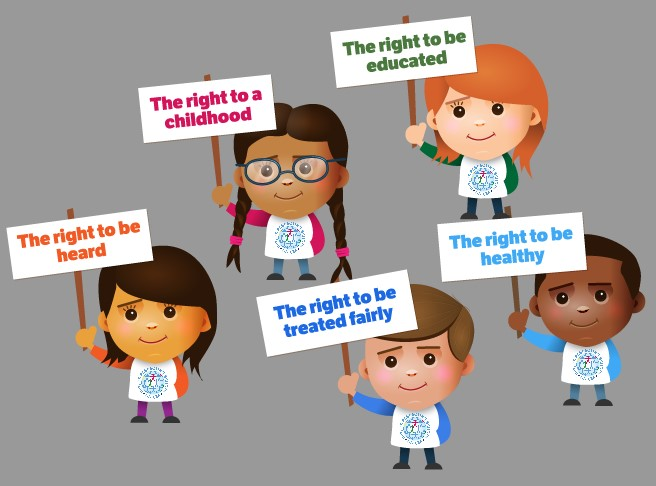 The right to be
educated
The right to a
childhood
The right to be
heard
The right to be
healthy
The right to be
treated fairly